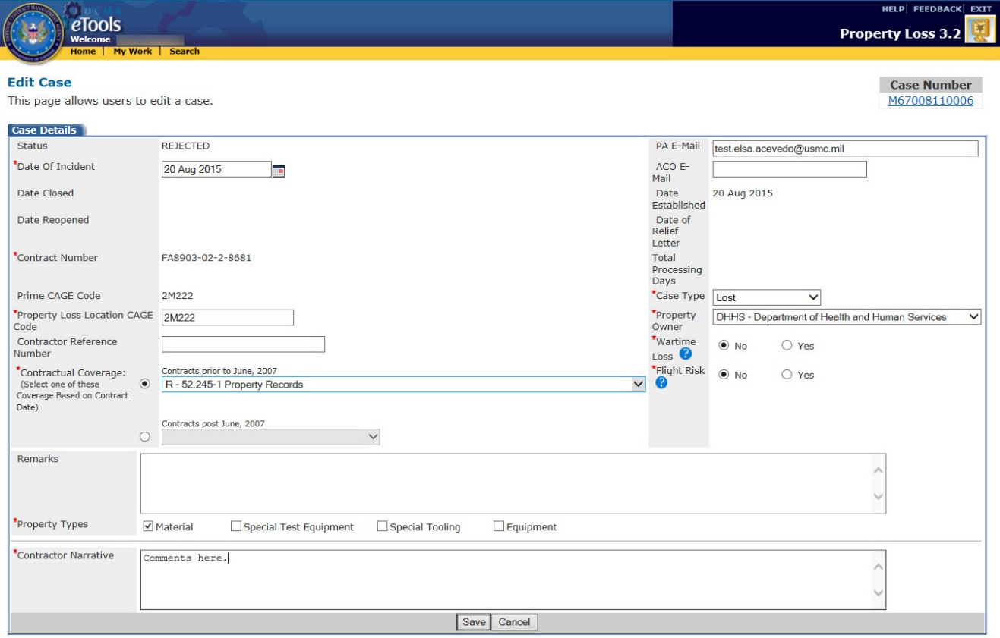 HELP| FEEDBACK| EXIT
DCMA
eTools
Welcome
Property Loss 3.2
Home | My Work | Search
Edit Case
This page allows users to edit a case.
Case Number
M67008110006
Case Details
Status REJECTED
PA E-Mail test.elsa.acevedo@usmc.mil
*Date Of Incident 20 Aug 2015
ACO E-
Mail
Date Closed
Date 20 Aug 2015
Established
Date Reopened
Date of
Relief
Letter
*Contract Number FA8903-02-2-8681
Total
Processing
Days
Prime CAGE Code 2M222
*Case Type Lost
*Property Loss Location CAGE
Code 2M222
*Property
Owner DHHS - Department of Health and Human Services
Contractor Reference
Number
*Wartime
Loss ? No Yes
*Contractual Coverage:
(Select one of these
Coverage Based on Contract
Date)
Contracts prior to June, 2007
R - 52.245-1 Property Records
*Flight Risk
? No Yes
Contracts post June, 2007
Remarks
*Property Types Material Special Test Equipment Special Tooling Equipment
*Contractor Narrative Comments here.
Save Cancel